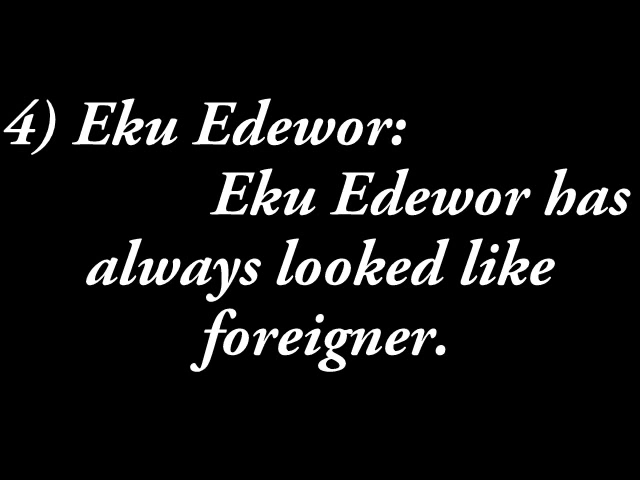 4) Eku Edewor:
Eku Edewor has
always looked like
foreigner.